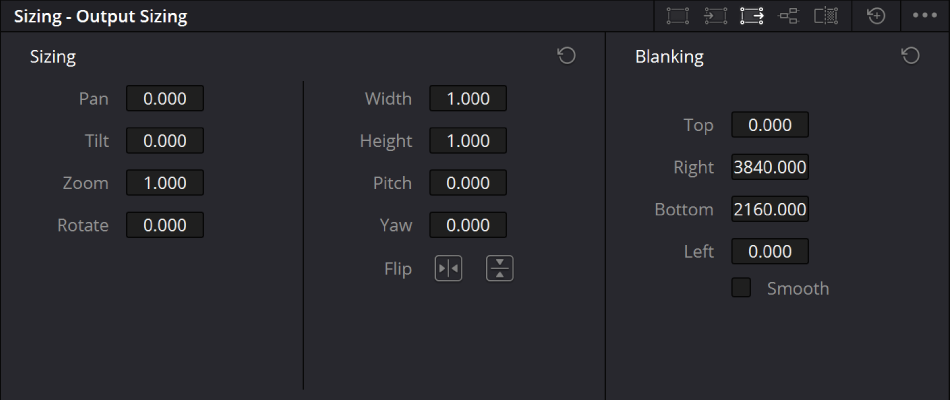 Sizing - Output Sizing
Sizing
Pan 0.000
Tilt 0.000
Zoom 1.000
Rotate 0.000
Width 1.000
Height 1.000
Pitch 0.000
Yaw 0.000
Flip
Blanking
Top 0.000
Right 3840.000
Bottom 2160.000
Left 0.000
Smooth